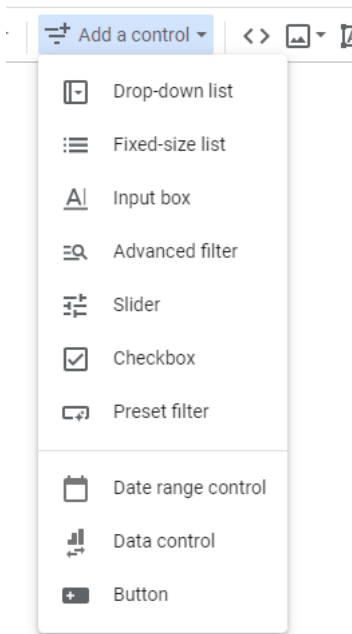 Add a control
Drop-down list
Fixed-size list
Input box
Advanced filter
Slider
Checkbox
Preset filter
Date range control
Data control
Button